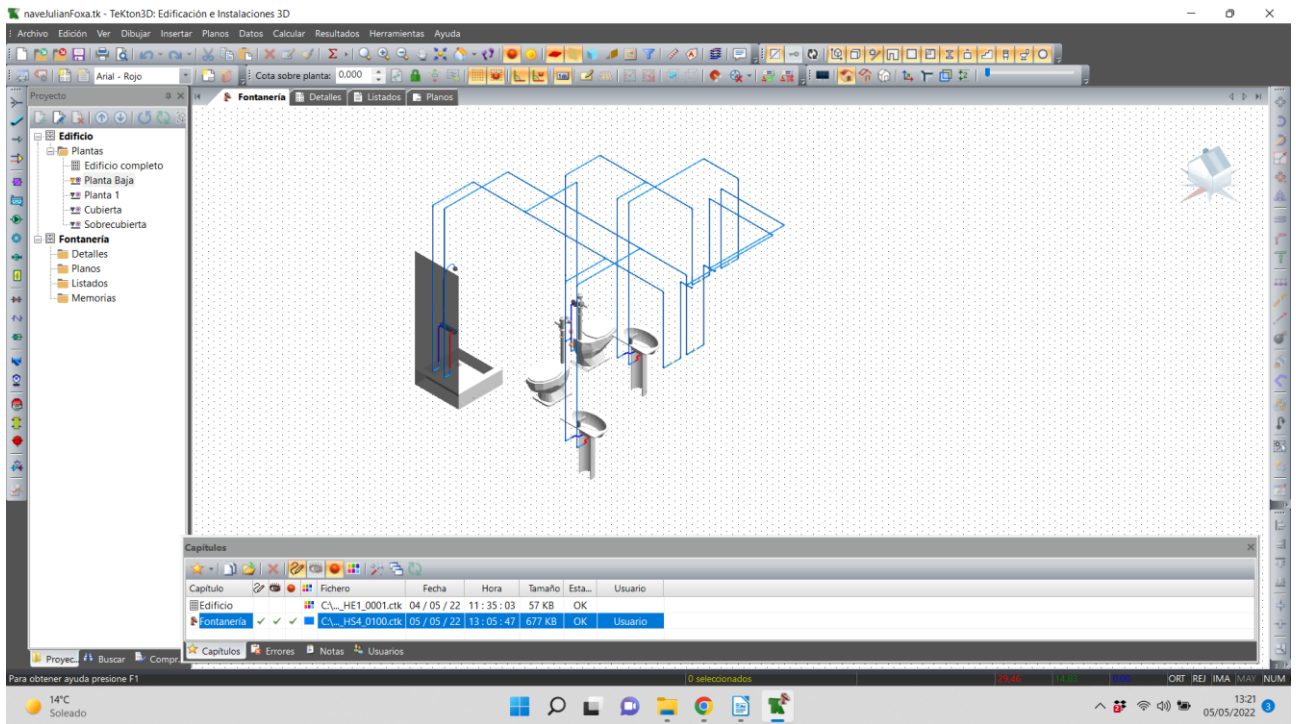 naveJulianFoxa.tk - TeKton3D: Edificación e Instalaciones 3D
Archivo Edición Ver Dibujar Insertar Planos Datos Calcular Resultados Herramientas Ayuda
Arial - Rojo Cota sobre planta: 0.000
Proyecto
Fontanería Detalles Listados Planos
Edificio
Plantas
Edificio completo
Planta Baja
Planta 1
Cubierta
Sobrecubierta
Fontanería
Detalles
Planos
Listados
Memorias
Capítulos
Capítulo Fichero Fecha Hora Tamaño Esta... Usuario
Edificio C:\..._HE1_0001.ctk 04 / 05 / 22 11 : 35 : 03 57 KB OK
Fontanería C:\..._HS4_0100.ctk 05 / 05 / 22 13 : 05 : 47 677 KB OK Usuario
Capítulos Errores Notas Usuarios
Proyec... Buscar Compr...
Para obtener ayuda presione F1 0 seleccionados 29,46 ORT REJ IMA MAY NUM
14°C
Soleado
13:21
05/05/2022
3